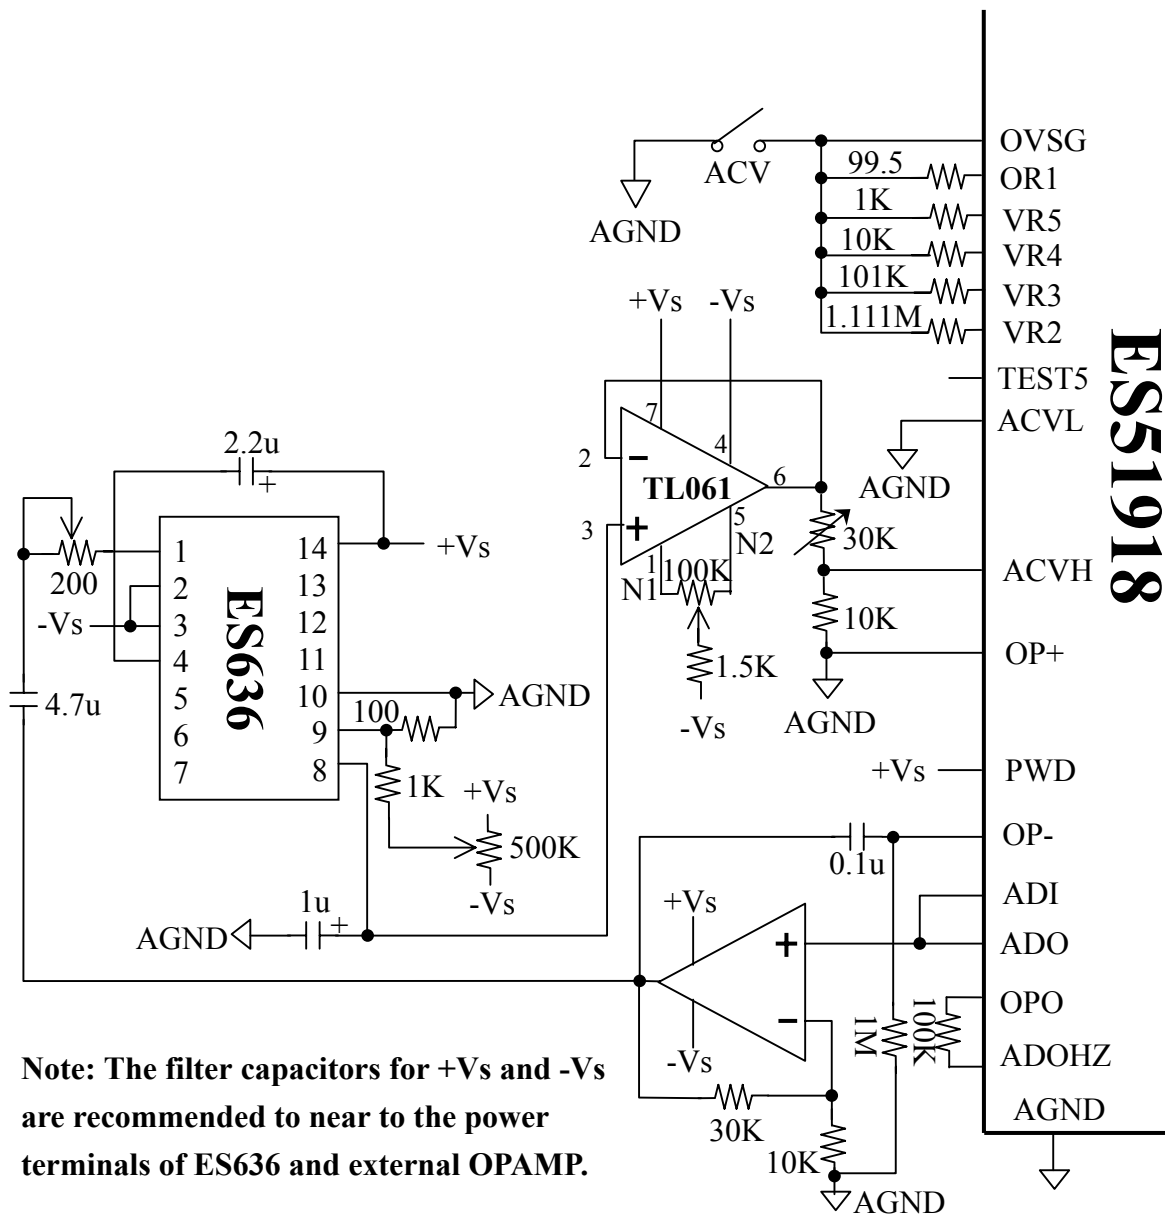 OVSG
ACV
99.5
OR1
AGND
1K
VR5
10K
VR4
101K
VR3
+Vs
-Vs
1.111M
VR2
TEST5
ES51918
ACVL
7
4
2
TL061
6
AGND
3
5
N2
30K
1
N1
100K
ACVH
10K
1.5K
OP+
-Vs
AGND
2.2u
+
200
1
14
+Vs
2
13
-Vs
3
12
ES636
4
11
5
10
AGND
4.7u
6
100
9
7
8
1K
+Vs
500K
-Vs
+Vs
PWD
OP-
0.1u
ADI
1u
+
AGND
+Vs
+
ADO
OPO
-
1M
100K
-Vs
ADOHZ
30K
10K
AGND
AGND
Note: The filter capacitors for +Vs and -Vs
are recommended to near to the power
terminals of ES636 and external OPAMP.